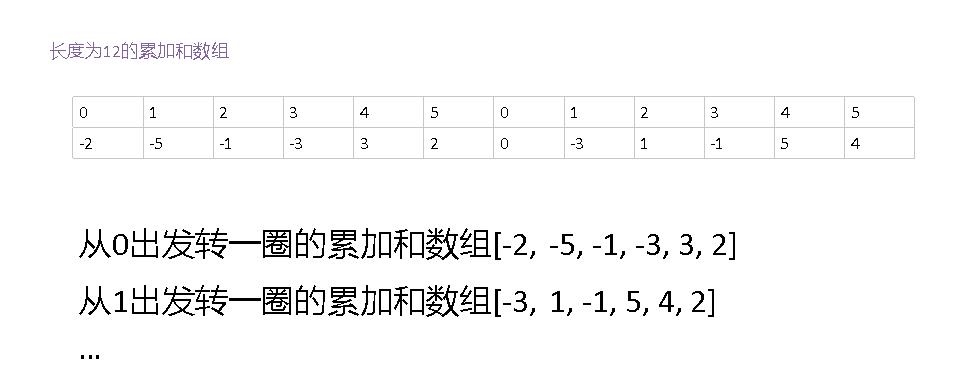 长度为12的累加和数组
0 1 2 3 4 5 0 1 2 3 4 5
-2 -5 -1 -3 3 2 0 -3 1 -1 5 4
从0出发转一圈的累加和数组[-2, -5, -1, -3, 3, 2]
从1出发转一圈的累加和数组[-3, 1, -1, 5, 4, 2]
...